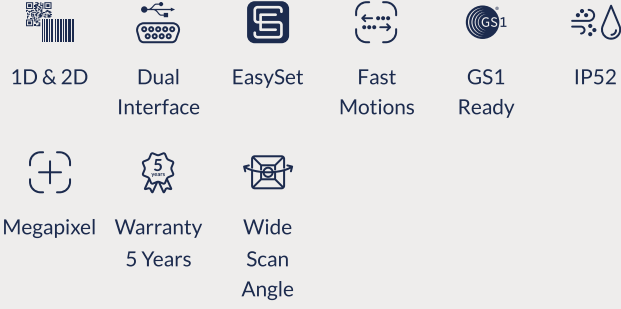 GS1
1D & 2D
Dual
Interface
EasySet
Fast
Motions
GS1
Ready
IP52
5
years
Megapixel
Warranty
5 Years
Wide
Scan
Angle